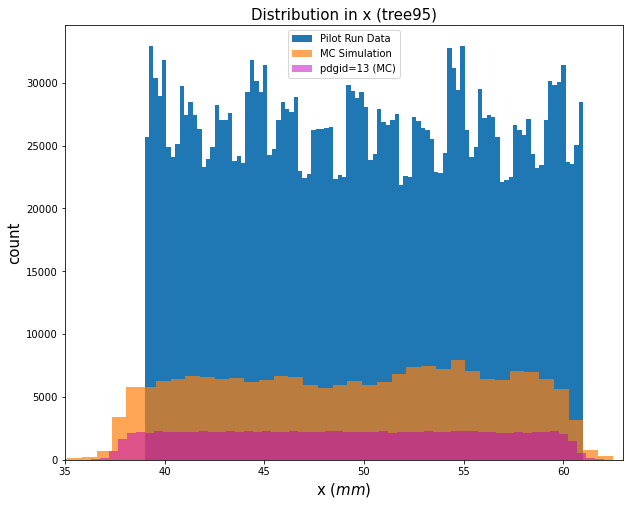 Distribution in x (tree95)
Pilot Run Data
MC Simulation
pdgid=13 (MC)
30000
25000
20000
15000
10000
5000
0
count
35 40 45 50 55 60
x (mm)